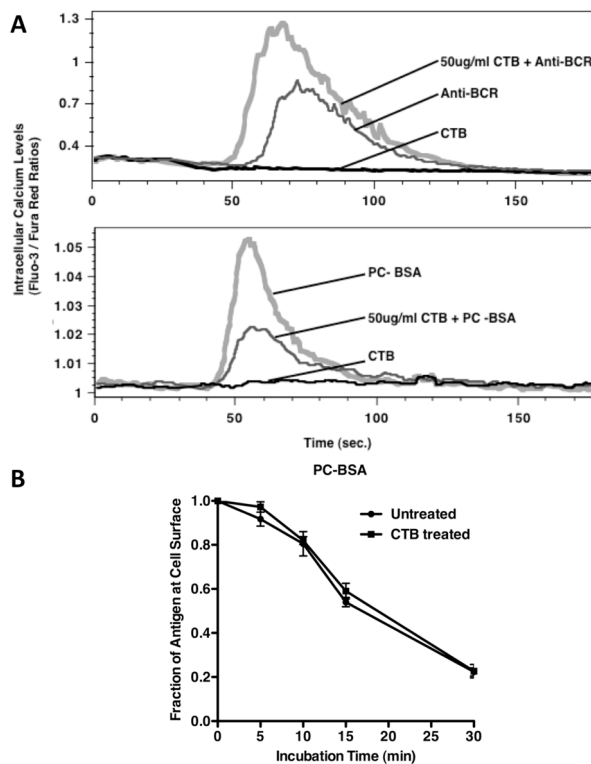 A
Intracellular Calcium Levels
(Fluo-3 / Fura Red Ratios)
1.3
1
0.7
0.4
50ug/ml CTB + Anti-BCR
Anti-BCR
CTB
0 50 100 150
1.05
1.04
1.03
1.02
1.01
1
PC- BSA
50ug/ml CTB + PC -BSA
CTB
0 50 100 150
Time (sec.)
B
PC-BSA
Fraction of Antigen at Cell Surface
1.0
0.8
0.6
0.4
0.2
0.0
Untreated
CTB treated
0 5 10 15 20 25 30
Incubation Time (min)